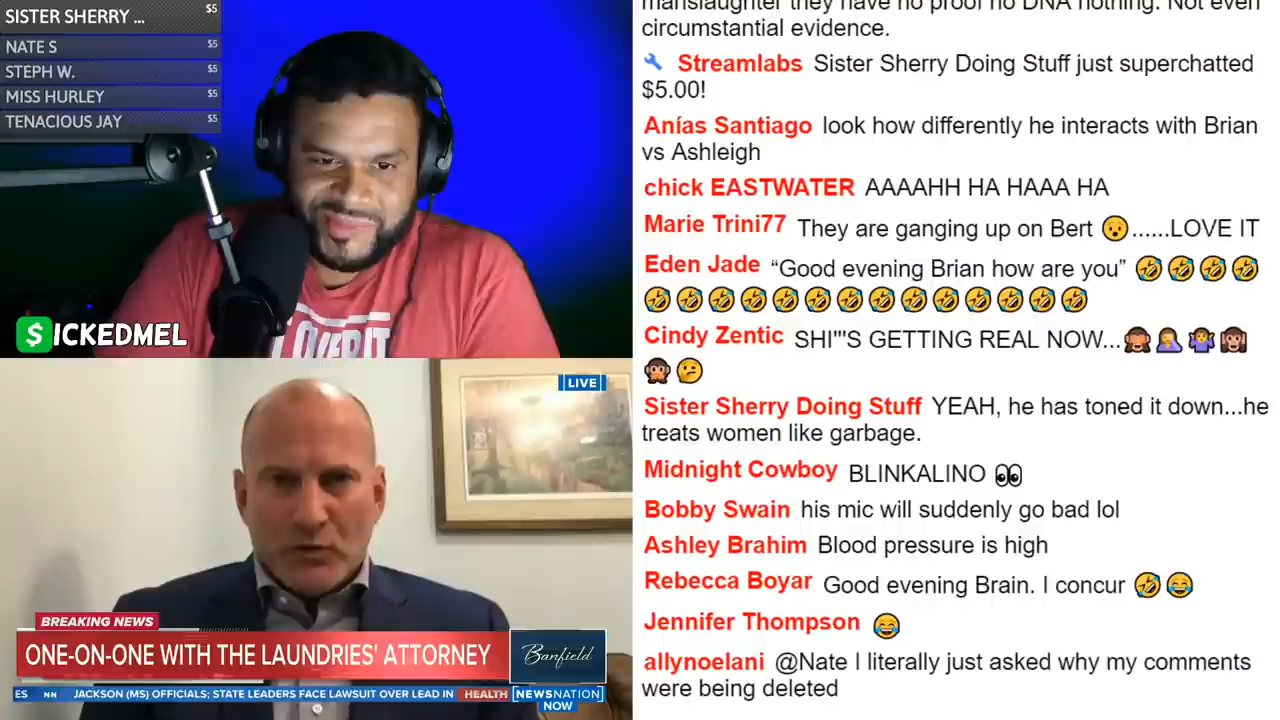 SISTER SHERRY ... $5
NATE S $5
STEPH W. $5
MISS HURLEY $5
TENACIOUS JAY $5
$ICKEDMEL
LIVE
BREAKING NEWS
ONE-ON-ONE WITH THE LAUNDRIES' ATTORNEY
Banfield
ES NN JACKSON (MS) OFFICIALS; STATE LEADERS FACE LAWSUIT OVER LEAD IN HEALTH
NEWSNATION
NOW
manslaughter they have no proof no DNA nothing. Not even
circumstantial evidence.
Streamlabs Sister Sherry Doing Stuff just superchatted
$5.00!
Anías Santiago look how differently he interacts with Brian
vs Ashleigh
chick EASTWATER AAAAHH HA HAAA HA
Marie Trini77 They are ganging up on Bert 😯......LOVE IT
Eden Jade “Good evening Brian how are you” 🤣🤣🤣🤣
🤣🤣🤣🤣🤣🤣🤣🤣🤣🤣🤣🤣🤣🤣
Cindy Zentic SHI"'S GETTING REAL NOW...🙈🤦🤷🙉
🙊🤔
Sister Sherry Doing Stuff YEAH, he has toned it down...he
treats women like garbage.
Midnight Cowboy BLINKALINO 👀
Bobby Swain his mic will suddenly go bad lol
Ashley Brahim Blood pressure is high
Rebecca Boyar Good evening Brain. I concur 🤣😂
Jennifer Thompson 😂
allynoelani @Nate I literally just asked why my comments
were being deleted